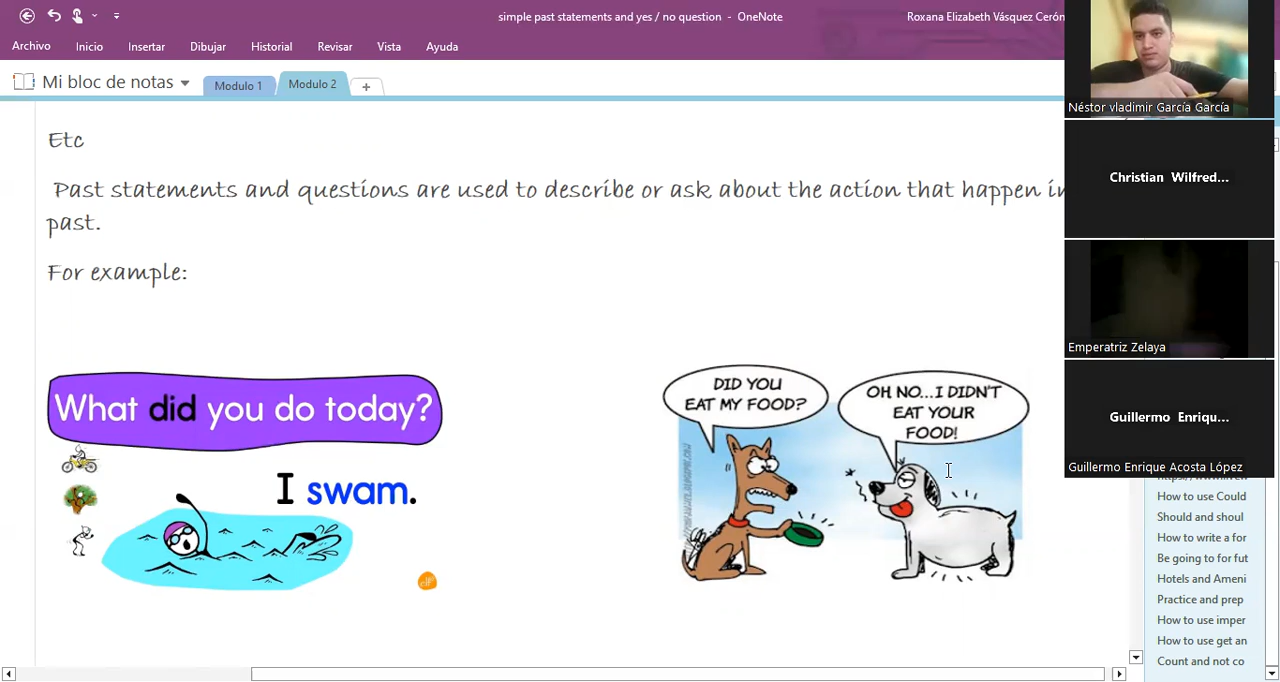 simple past statements and yes / no question - OneNote
Roxana Elizabeth Vásquez Cerón
Archivo
Inicio
Insertar
Dibujar
Historial
Revisar
Vista
Ayuda
Mi bloc de notas
Modulo 1
Modulo 2
Etc
Past statements and questions are used to describe or ask about the action that happen in
past.
For example:
What did you do today?
I swam.
DID YOU
EAT MY FOOD?
OH NO...I DIDN'T
EAT YOUR
FOOD!
Néstor vladimir García García
Christian Wilfred...
Emperatriz Zelaya
Guillermo Enriqu...
Guillermo Enrique Acosta López
How to use Could
Should and shoul
How to write a for
Be going to for fut
Hotels and Ameni
Practice and prep
How to use imper
How to use get an
Count and not co